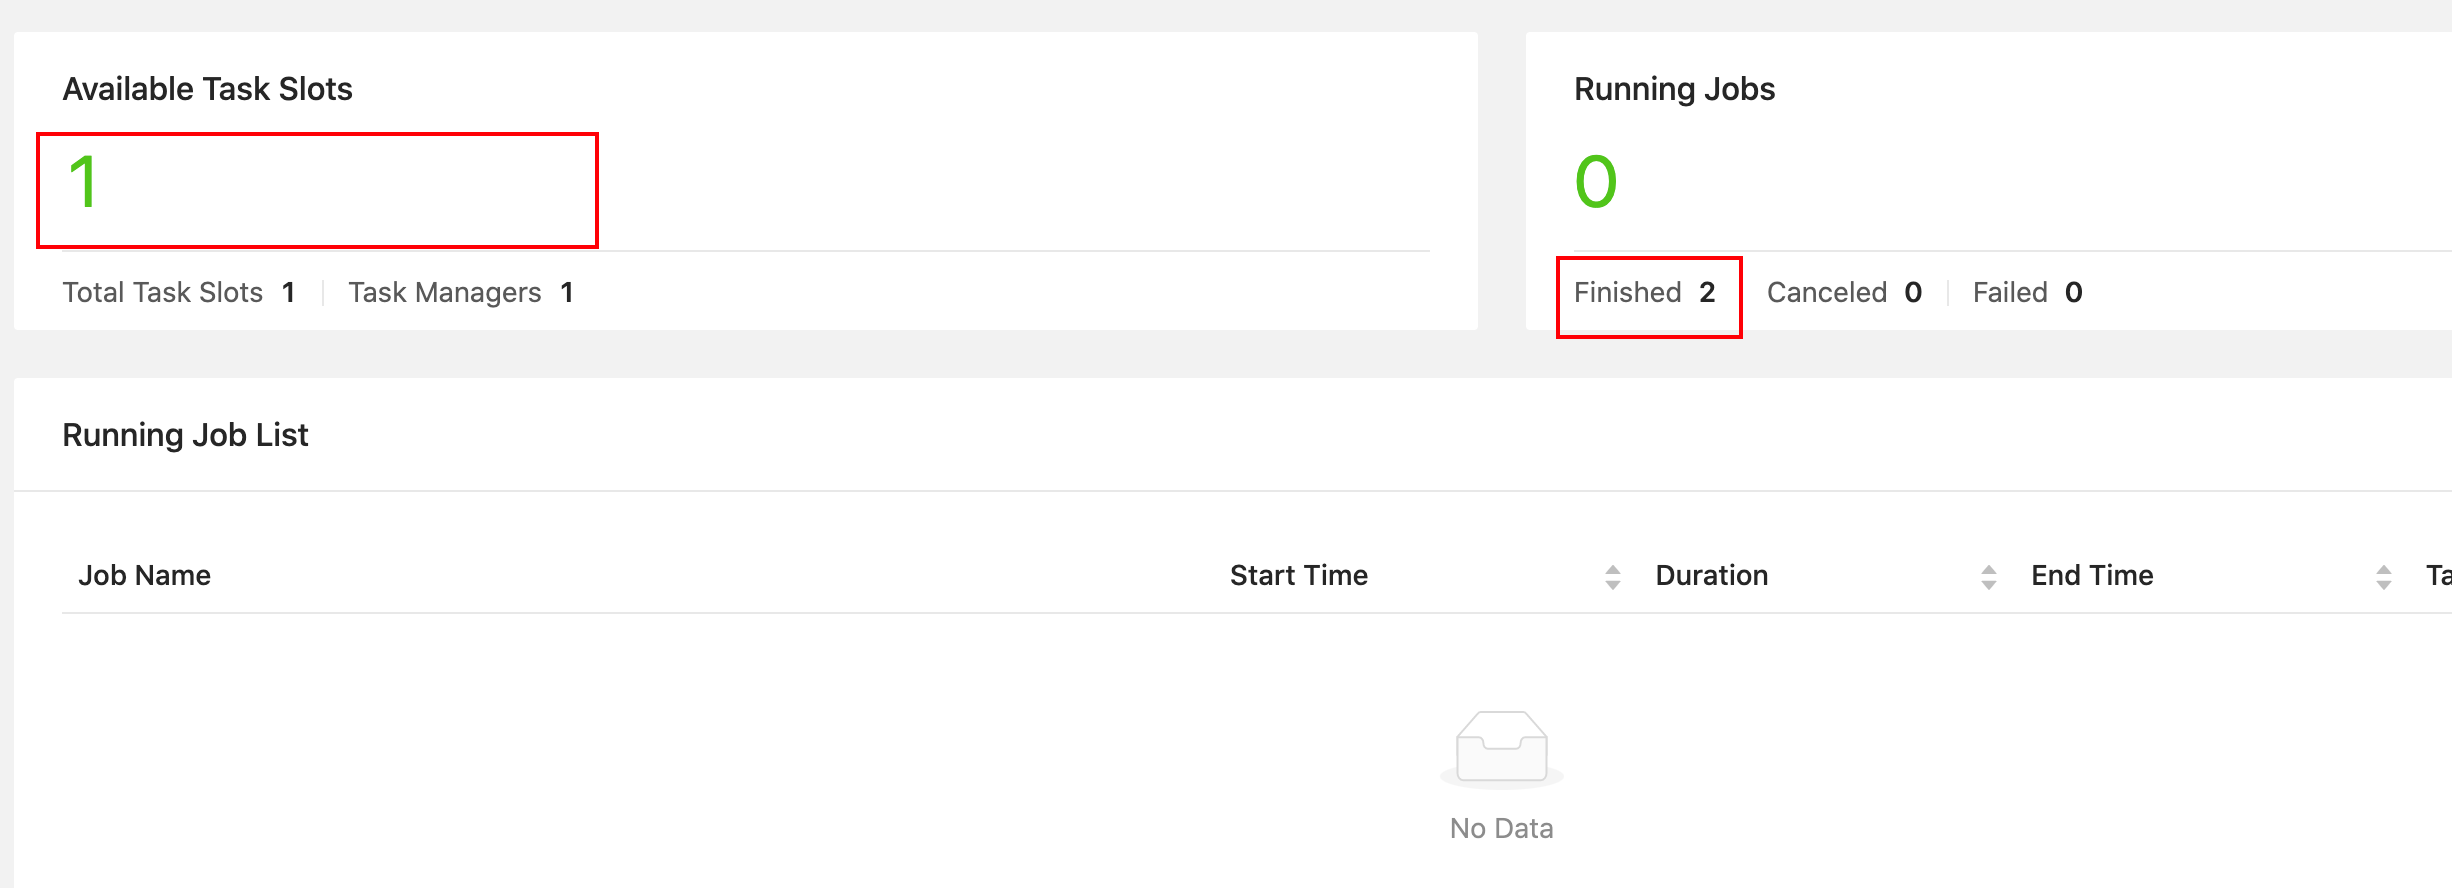 Available Task Slots
1
Total Task Slots 1 Task Managers 1
Running Jobs
0
Finished 2 Canceled 0 Failed 0
Running Job List
Job Name Start Time Duration End Time Ta
No Data